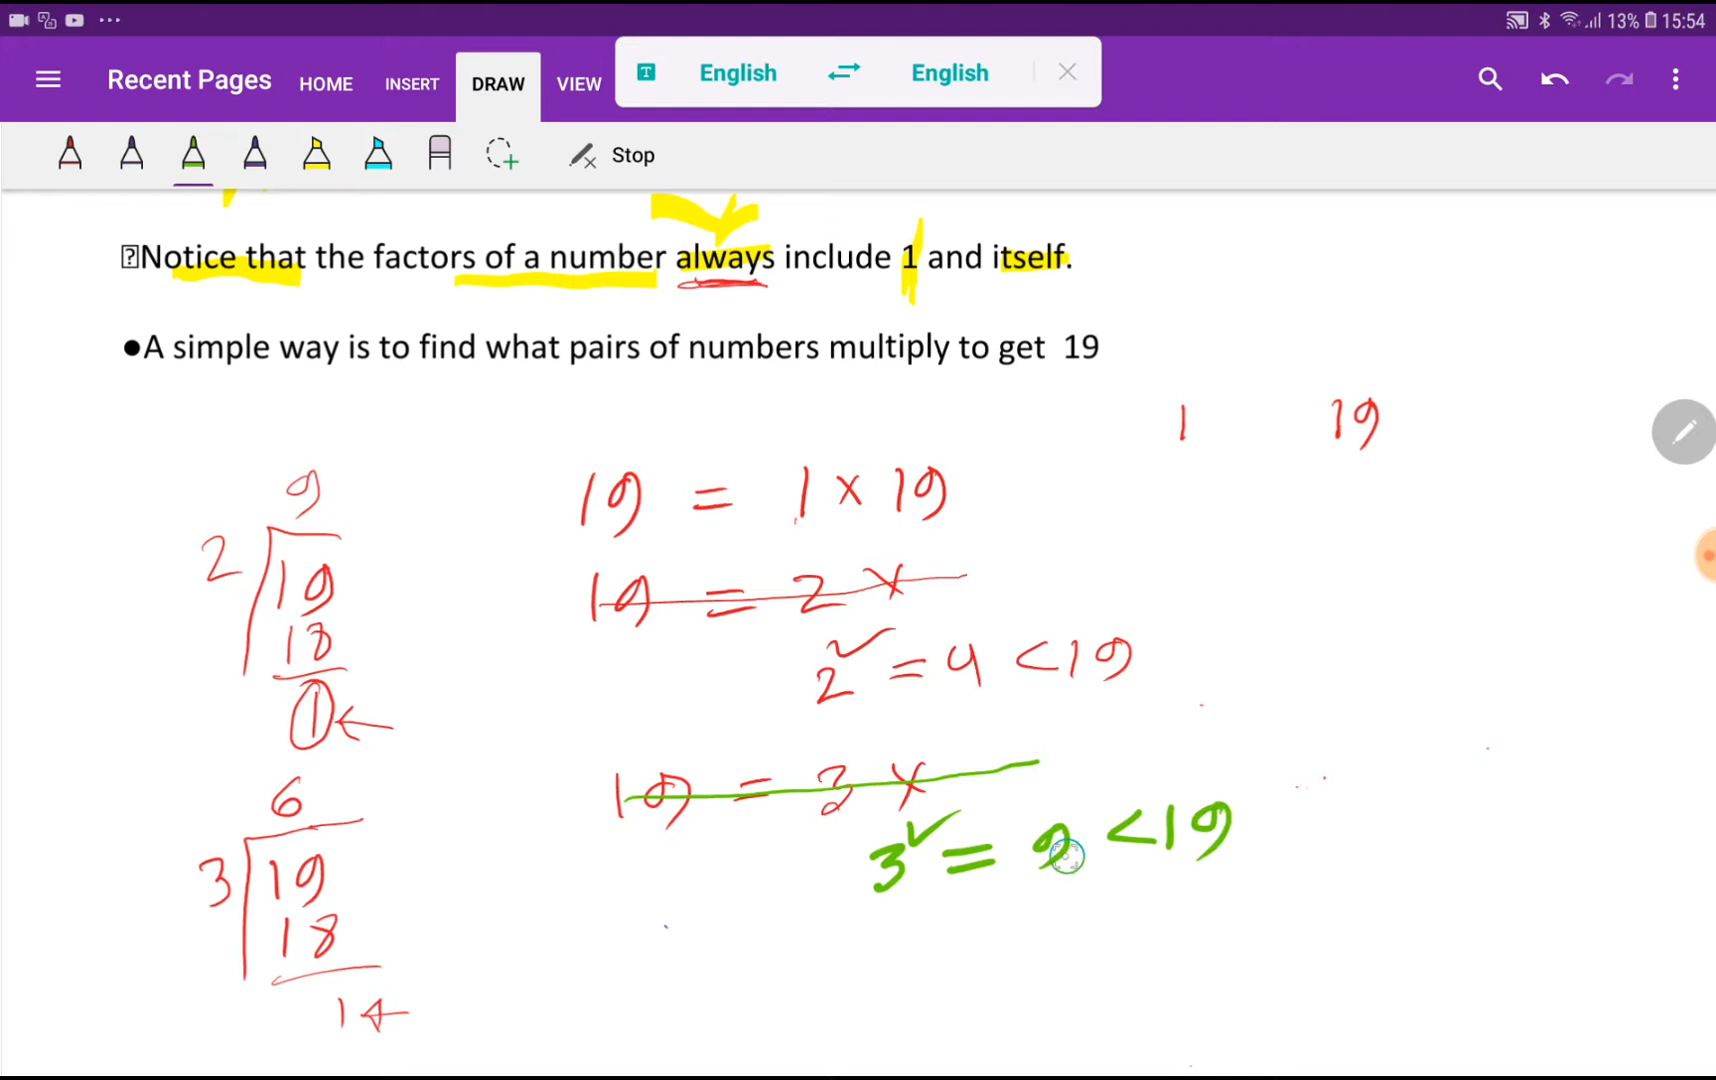 13% 15:54
Recent Pages HOME INSERT DRAW VIEW English English
Stop
Notice that the factors of a number always include 1 and itself.
●A simple way is to find what pairs of numbers multiply to get 19
1 19
19 = 1 x 19
9
2 19
18
1
19 = 2 x
2² = 4 < 19
19 = 3 x
3² = 9 < 19
6
3 19
18
1